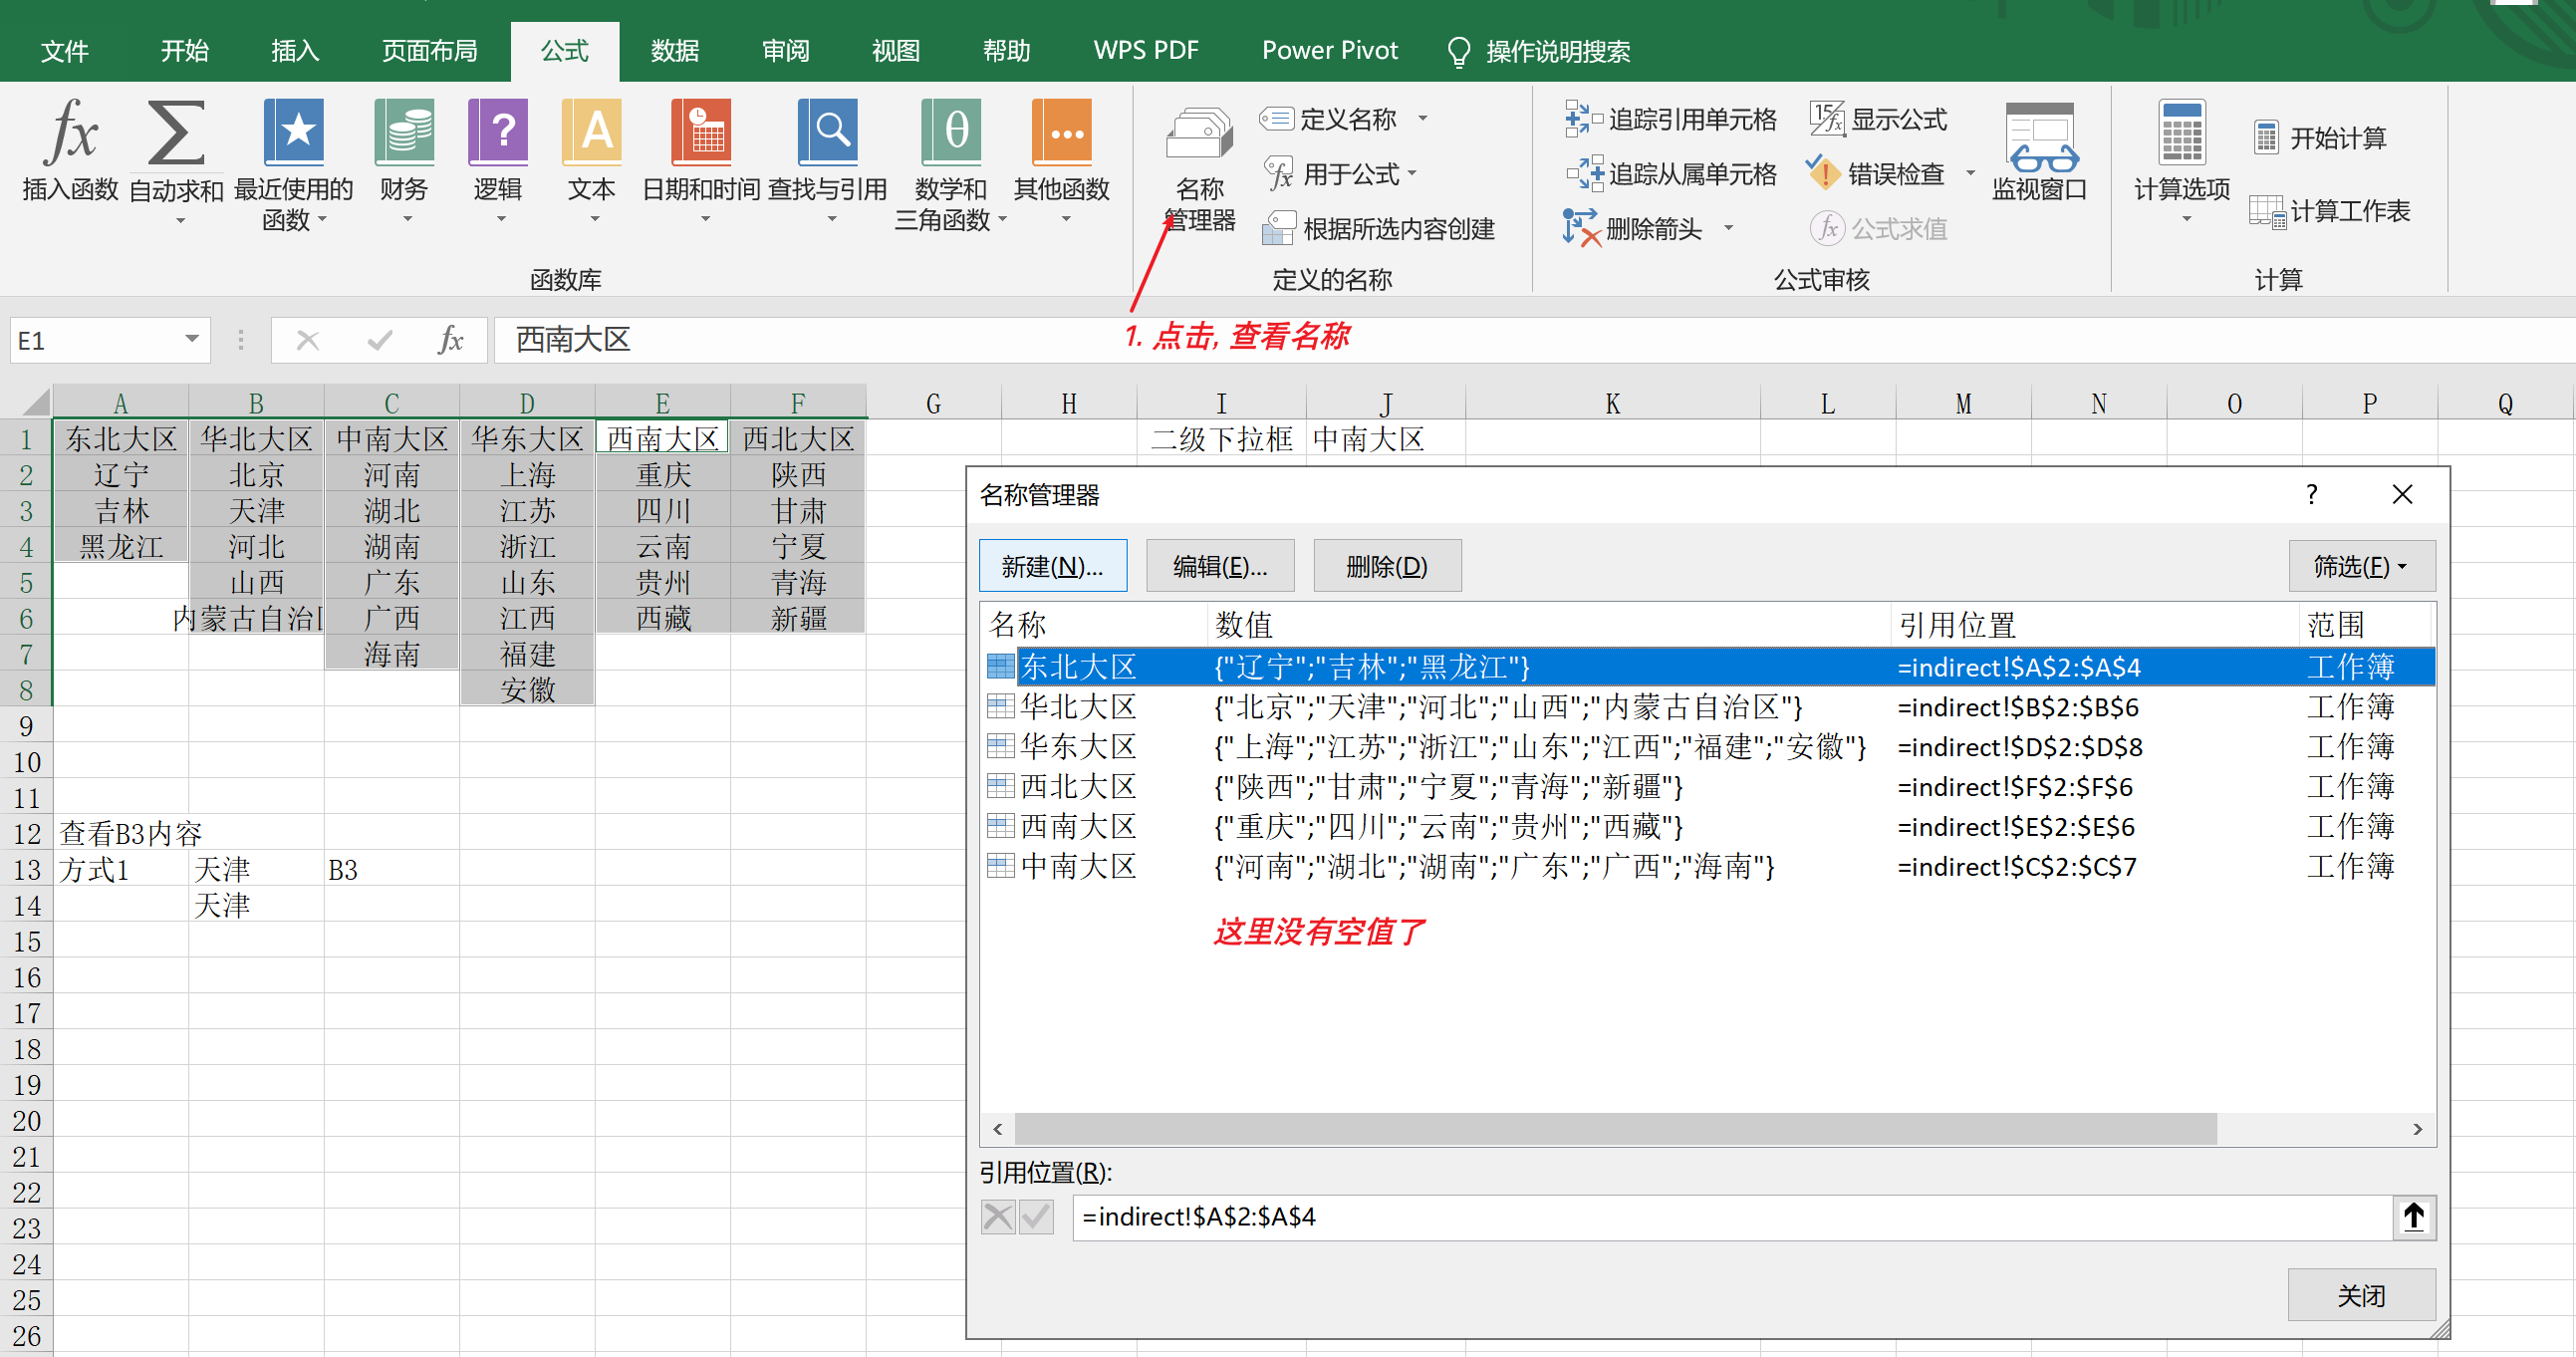 文件 开始 插入 页面布局 公式 数据 审阅 视图 帮助 WPS PDF Power Pivot 操作说明搜索
插入函数 自动求和 最近使用的函数 财务 逻辑 文本 日期和时间 查找与引用 数学和三角函数 其他函数
函数库
名称管理器 定义名称 用于公式 根据所选内容创建
定义的名称
追踪引用单元格 显示公式
追踪从属单元格 错误检查
删除箭头 公式求值
监视窗口
公式审核
计算选项 开始计算 计算工作表
计算
E1 fx 西南大区
1. 点击, 查看名称
A B C D E F G H I J K L M N O P Q
1 东北大区 华北大区 中南大区 华东大区 西南大区 西北大区 二级下拉框 中南大区
2 辽宁 北京 河南 上海 重庆 陕西
3 吉林 天津 湖北 江苏 四川 甘肃
4 黑龙江 河北 湖南 浙江 云南 宁夏
5 山西 广东 山东 贵州 青海
6 内蒙古自治 广西 江西 西藏 新疆
7 海南 福建
8 安徽
9
10
11
12 查看B3内容
13 方式1 天津 B3
14 天津
15
16
17
18
19
20
21
22
23
24
25
26
名称管理器 ?
新建(N)... 编辑(E)... 删除(D) 筛选(F)
名称 数值 引用位置 范围
东北大区 {"辽宁";"吉林";"黑龙江"} =indirect!$A$2:$A$4 工作簿
华北大区 {"北京";"天津";"河北";"山西";"内蒙古自治区"} =indirect!$B$2:$B$6 工作簿
华东大区 {"上海";"江苏";"浙江";"山东";"江西";"福建";"安徽"} =indirect!$D$2:$D$8 工作簿
西北大区 {"陕西";"甘肃";"宁夏";"青海";"新疆"} =indirect!$F$2:$F$6 工作簿
西南大区 {"重庆";"四川";"云南";"贵州";"西藏"} =indirect!$E$2:$E$6 工作簿
中南大区 {"河南";"湖北";"湖南";"广东";"广西";"海南"} =indirect!$C$2:$C$7 工作簿
这里没有空值了
引用位置(R):
=indirect!$A$2:$A$4
关闭